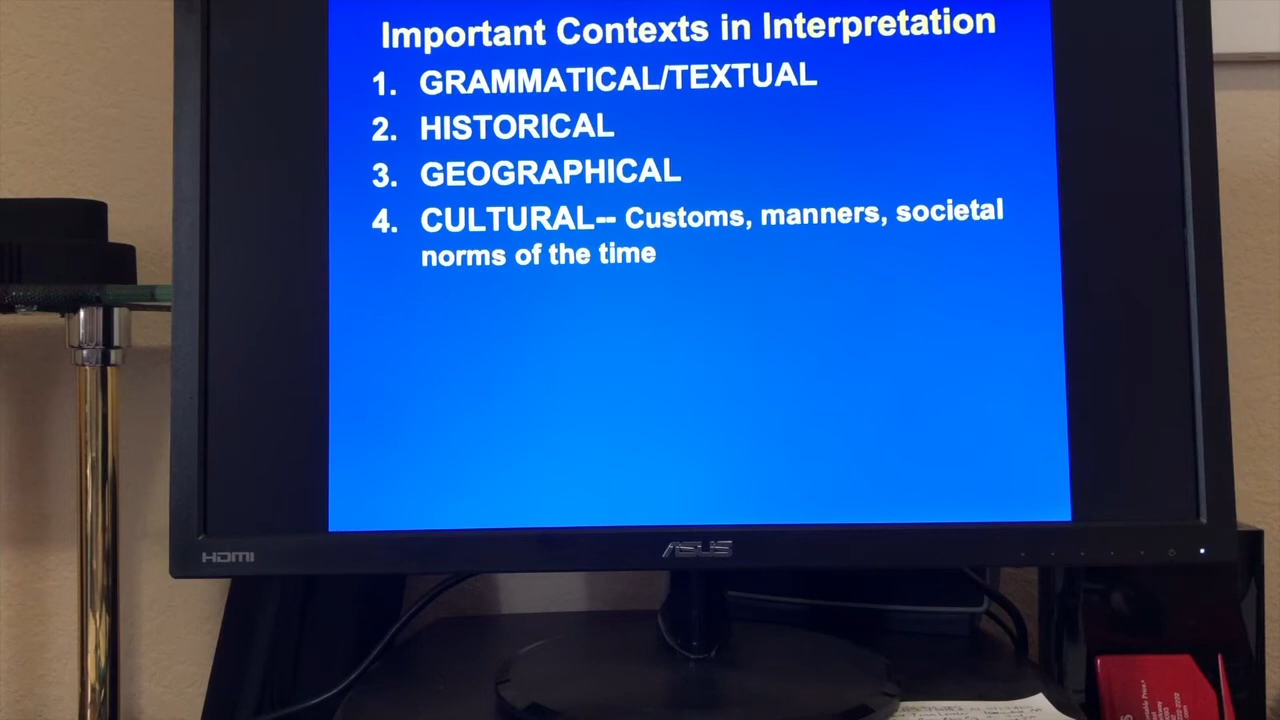 Important Contexts in Interpretation
1. GRAMMATICAL/TEXTUAL
2. HISTORICAL
3. GEOGRAPHICAL
4. CULTURAL-- Customs, manners, societal
norms of the time
HDMI
ASUS